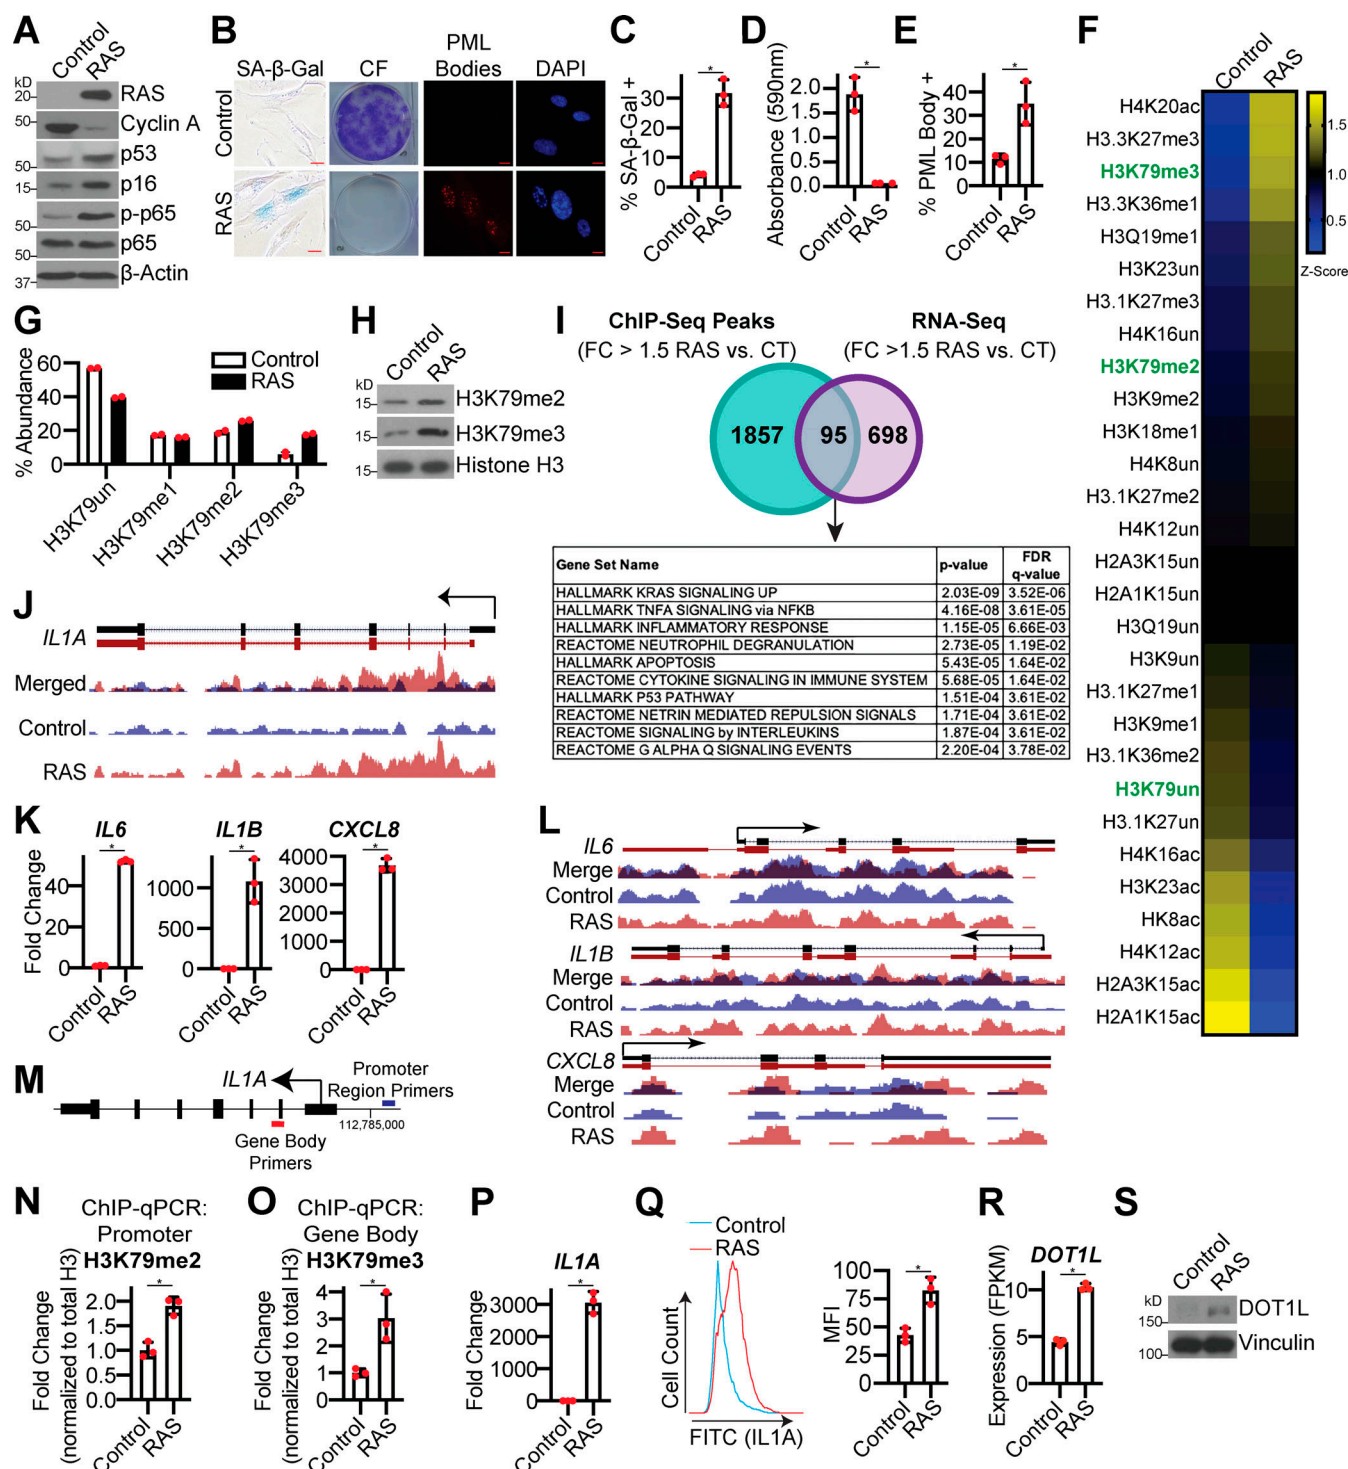 A
Control
RAS
kD
20
RAS
50
Cyclin A
50
p53
15
p16
50
p-p65
50
p65
37
β-Actin
B
SA-β-Gal
CF
PML
Bodies
DAPI
Control
RAS
C
% SA-β-Gal +
30
20
10
0
*
Control
RAS
D
Absorbance (590nm)
2.0
1.5
1.0
0.5
0.0
*
Control
RAS
E
% PML Body +
40
30
20
10
0
*
Control
RAS
F
Control
RAS
H4K20ac
H3.3K27me3
H3K79me3
H3.3K36me1
H3Q19me1
H3K23un
H3.1K27me3
H4K16un
H3K79me2
H3K9me2
H3K18me1
H4K8un
H3.1K27me2
H4K12un
H2A3K15un
H2A1K15un
H3Q19un
H3K9un
H3.1K27me1
H3K9me1
H3.1K36me2
H3K79un
H3.1K27un
H4K16ac
H3K23ac
HK8ac
H4K12ac
H2A3K15ac
H2A1K15ac
1.5
1.0
0.5
Z-Score
G
% Abundance
60
40
20
0
Control
RAS
H3K79un
H3K79me1
H3K79me2
H3K79me3
H
Control
RAS
kD
15
H3K79me2
15
H3K79me3
15
Histone H3
I
ChIP-Seq Peaks
(FC > 1.5 RAS vs. CT)
RNA-Seq
(FC >1.5 RAS vs. CT)
1857
95
698
Gene Set Name p-value FDR q-value
HALLMARK KRAS SIGNALING UP 2.03E-09 3.52E-06
HALLMARK TNFA SIGNALING via NFKB 4.16E-08 3.61E-05
HALLMARK INFLAMMATORY RESPONSE 1.15E-05 6.66E-03
REACTOME NEUTROPHIL DEGRANULATION 2.73E-05 1.19E-02
HALLMARK APOPTOSIS 5.43E-05 1.64E-02
REACTOME CYTOKINE SIGNALING IN IMMUNE SYSTEM 5.68E-05 1.64E-02
HALLMARK P53 PATHWAY 1.51E-04 3.61E-02
REACTOME NETRIN MEDIATED REPULSION SIGNALS 1.71E-04 3.61E-02
REACTOME SIGNALING by INTERLEUKINS 1.87E-04 3.61E-02
REACTOME G ALPHA Q SIGNALING EVENTS 2.20E-04 3.78E-02
J
IL1A
Merged
Control
RAS
K
Fold Change
IL6
40
20
0
*
Control
RAS
IL1B
1000
500
0
*
Control
RAS
CXCL8
4000
3000
2000
1000
0
*
Control
RAS
L
IL6
Merge
Control
RAS
IL1B
Merge
Control
RAS
CXCL8
Merge
Control
RAS
M
IL1A
Promoter
Region Primers
112,785,000
Gene Body
Primers
N
ChIP-qPCR:
Promoter
H3K79me2
Fold Change
(normalized to total H3)
2.0
1.5
1.0
0.5
0.0
*
Control
RAS
O
ChIP-qPCR:
Gene Body
H3K79me3
Fold Change
(normalized to total H3)
4
3
2
1
0
*
Control
RAS
P
IL1A
Fold Change
3000
2000
1000
0
*
Control
RAS
Q
Control
RAS
Cell Count
FITC (IL1A)
MFI
100
75
50
25
0
*
Control
RAS
R
DOT1L
Expression (FPKM)
10
5
0
*
Control
RAS
S
Control
RAS
kD
150
DOT1L
100
Vinculin